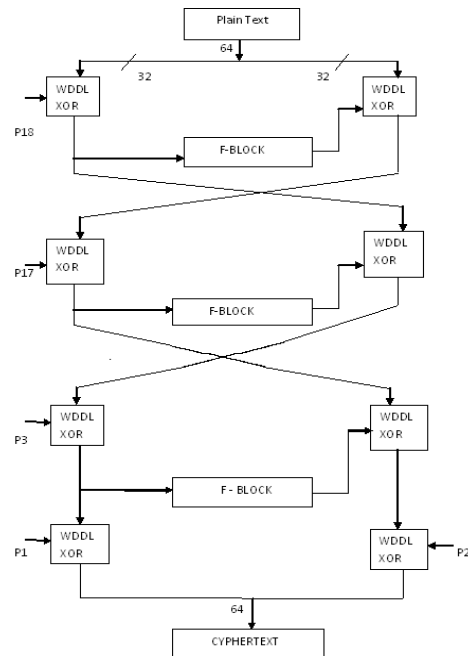 Plain Text
64
32
32
WDDL
XOR
WDDL
XOR
P18
F-BLOCK
WDDL
XOR
WDDL
XOR
P17
F-BLOCK
WDDL
XOR
WDDL
XOR
P3
F - BLOCK
WDDL
XOR
WDDL
XOR
P1
P2
64
CYPHERTEXT